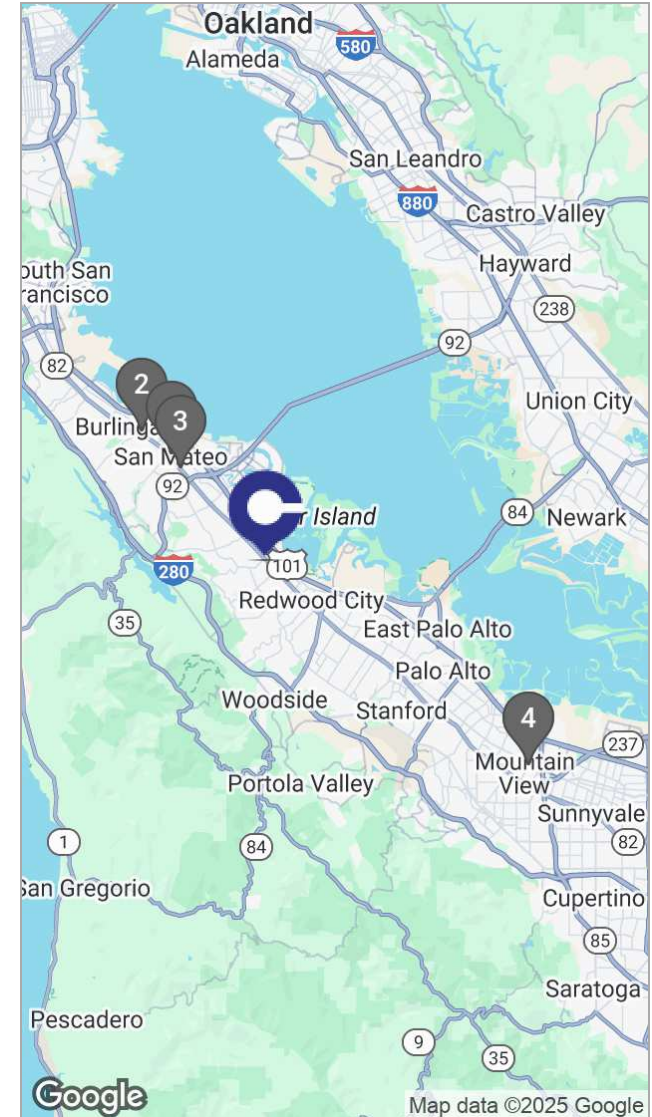 Oakland
580
Alameda
San Leandro
880
Castro Valley
Hayward
outh San
rancisco
238
92
82
2
Union City
Burlinga
3
San Mateo
92
84
Newark
r Island
101
280
Redwood City
35
East Palo Alto
Palo Alto
Woodside
Stanford
4
237
Mountain
View
Portola Valley
Sunnyvale
1
84
82
San Gregorio
Cupertino
85
Saratoga
Pescadero
9
35
Google
Map data ©2025 Google